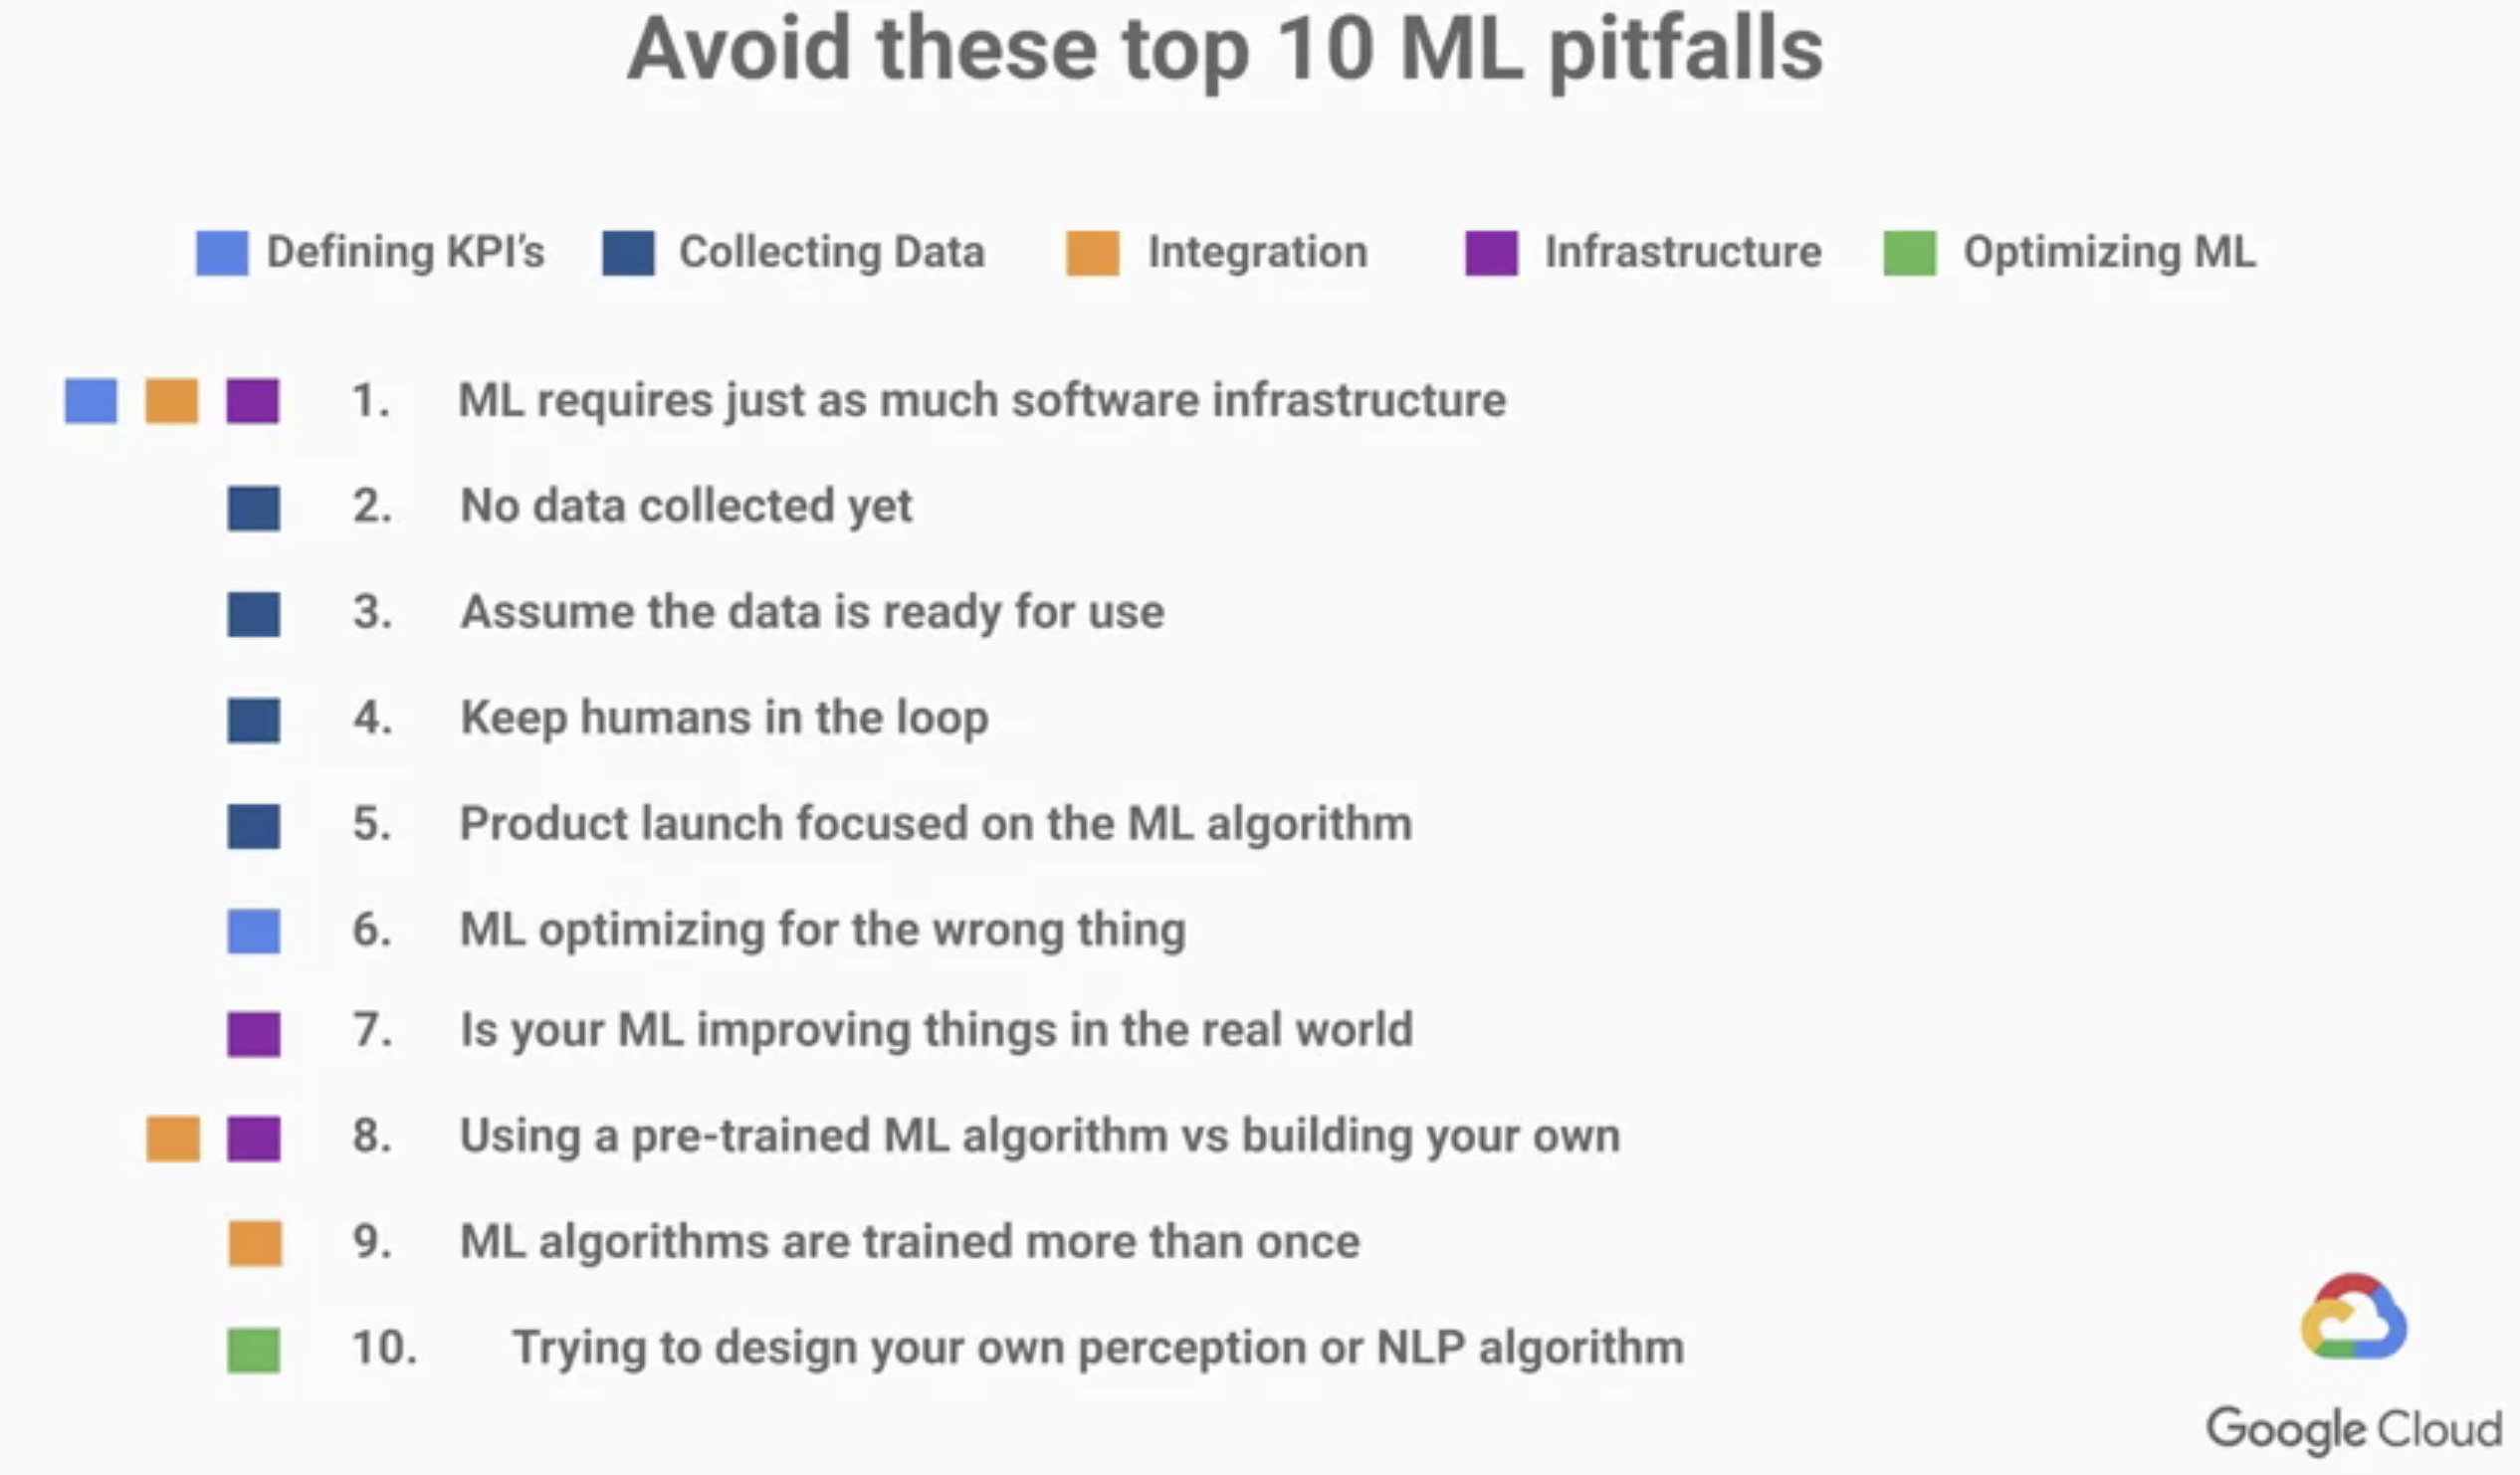 Avoid these top 10 ML pitfalls
Defining KPI’s Collecting Data Integration Infrastructure Optimizing ML
1. ML requires just as much software infrastructure
2. No data collected yet
3. Assume the data is ready for use
4. Keep humans in the loop
5. Product launch focused on the ML algorithm
6. ML optimizing for the wrong thing
7. Is your ML improving things in the real world
8. Using a pre-trained ML algorithm vs building your own
9. ML algorithms are trained more than once
10. Trying to design your own perception or NLP algorithm
Google Cloud